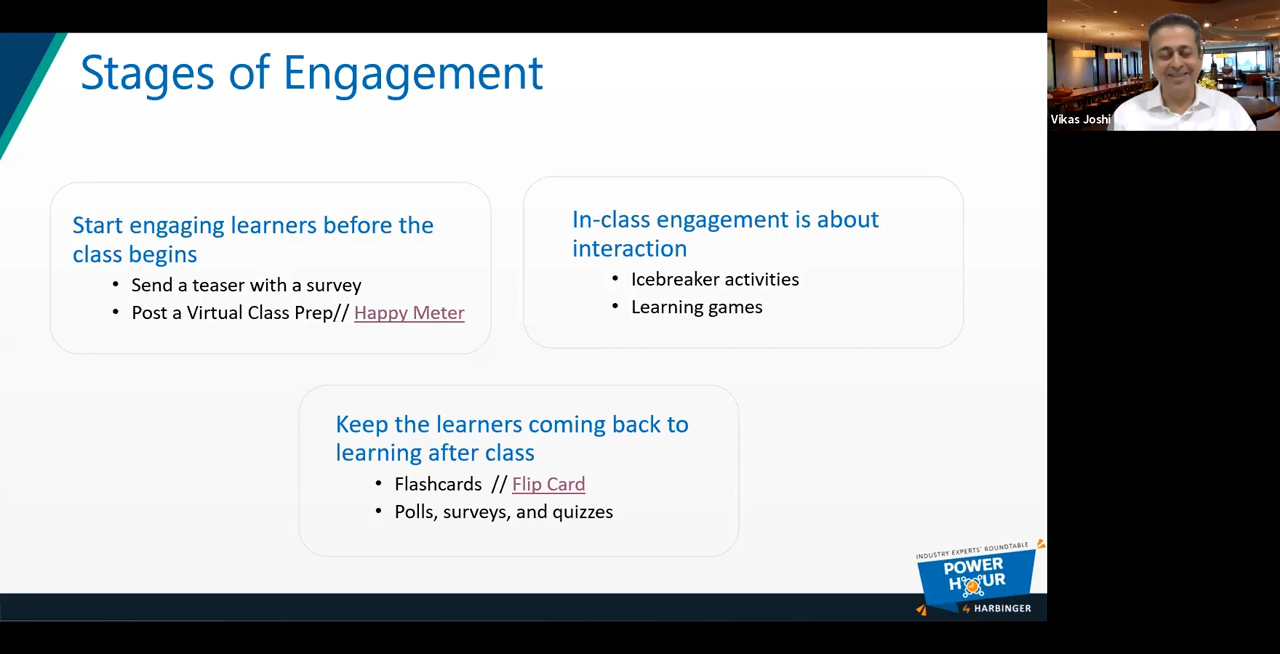 Stages of Engagement
Vikas Joshi
Start engaging learners before the
class begins
• Send a teaser with a survey
• Post a Virtual Class Prep// Happy Meter
In-class engagement is about
interaction
• Icebreaker activities
• Learning games
Keep the learners coming back to
learning after class
• Flashcards // Flip Card
• Polls, surveys, and quizzes
INDUSTRY EXPERTS' ROUNDTABLE
POWER
HOUR
HARBINGER